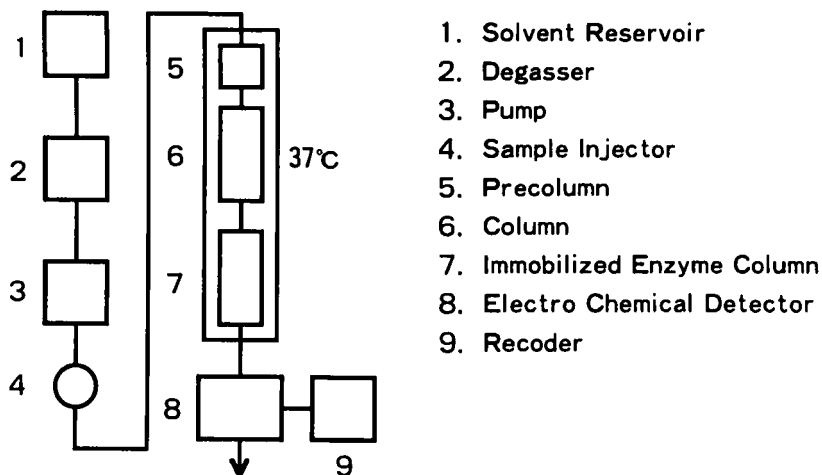 1
2
3
4
5
6
7
37℃
8
9
1. Solvent Reservoir
2. Degasser
3. Pump
4. Sample Injector
5. Precolumn
6. Column
7. Immobilized Enzyme Column
8. Electro Chemical Detector
9. Recoder